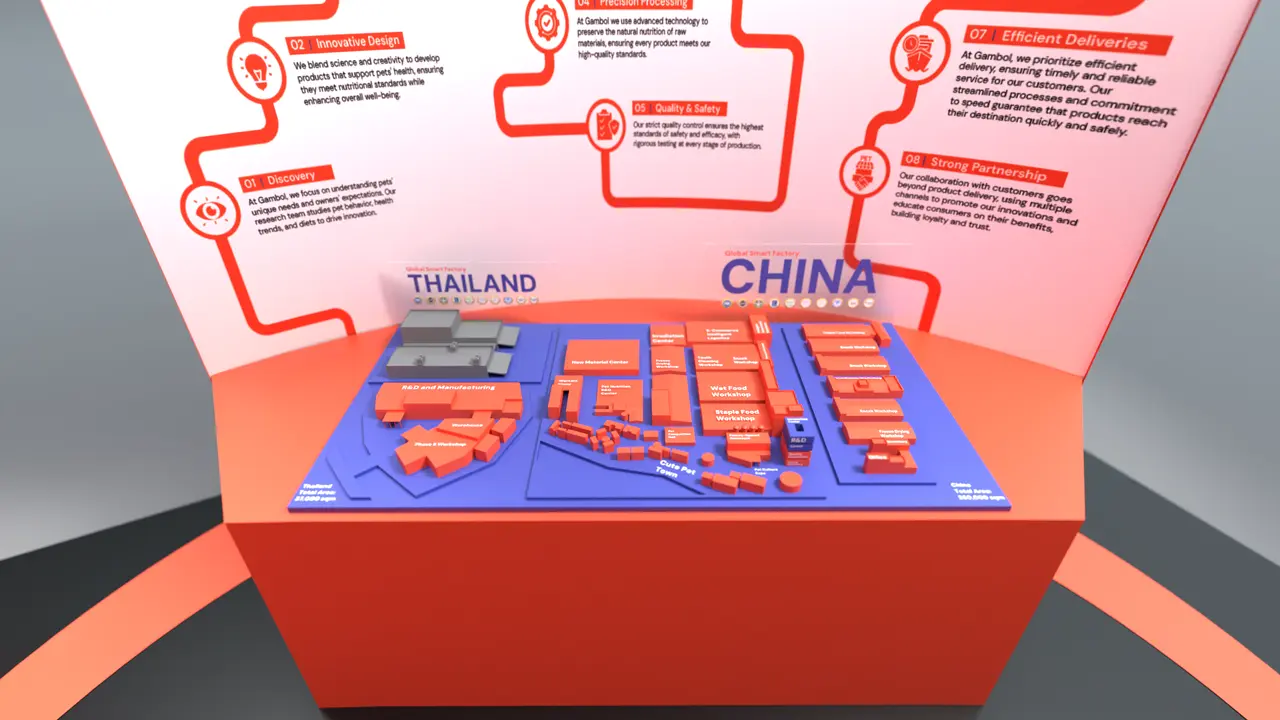 02 | Innovative Design
We blend science and creativity to develop
products that support pets' health, ensuring
they meet nutritional standards while
enhancing overall well-being.
01 | Discovery
At Gambol, we focus on understanding pets'
unique needs and owners' expectations. Our
research team studies pet behavior, health
trends, and diets to drive innovation.
04 | Precision Processing
At Gambol we use advanced technology to
preserve the natural nutrition of raw
materials, ensuring every product meets our
high-quality standards.
05 | Quality & Safety
Our strict quality control ensures the highest
standards of safety and efficacy, with
rigorous testing at every stage of production.
07 | Efficient Deliveries
At Gambol, we prioritize efficient
delivery, ensuring timely and reliable
service for our customers. Our
streamlined processes and commitment
to speed guarantee that products reach
their destination quickly and safely.
08 | Strong Partnership
Our collaboration with customers goes
beyond product delivery, using multiple
channels to promote our innovations and
educate consumers on their benefits,
building loyalty and trust.
Global Smart Factory
THAILAND
Global Smart Factory
CHINA
R&D and Manufacturing
Warehouse
Phase II Workshop
Thailand
Total Area:
Raw Material Center
Wet Food
Workshop
Staple Food
Workshop
R&D
Cute Pet
Town
China
Total Area: